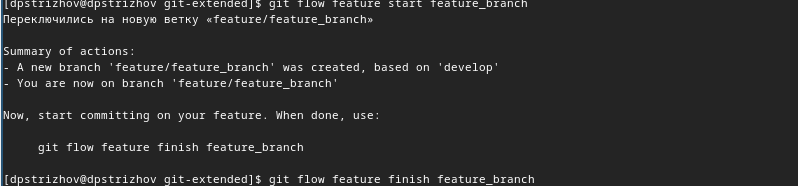 [dpstrizhov@dpstrizhov git-extended]$ git flow feature start feature_branch
Переключились на новую ветку «feature/feature_branch»
Summary of actions:
- A new branch 'feature/feature_branch' was created, based on 'develop'
- You are now on branch 'feature/feature_branch'
Now, start committing on your feature. When done, use:
git flow feature finish feature_branch
[dpstrizhov@dpstrizhov git-extended]$ git flow feature finish feature_branch